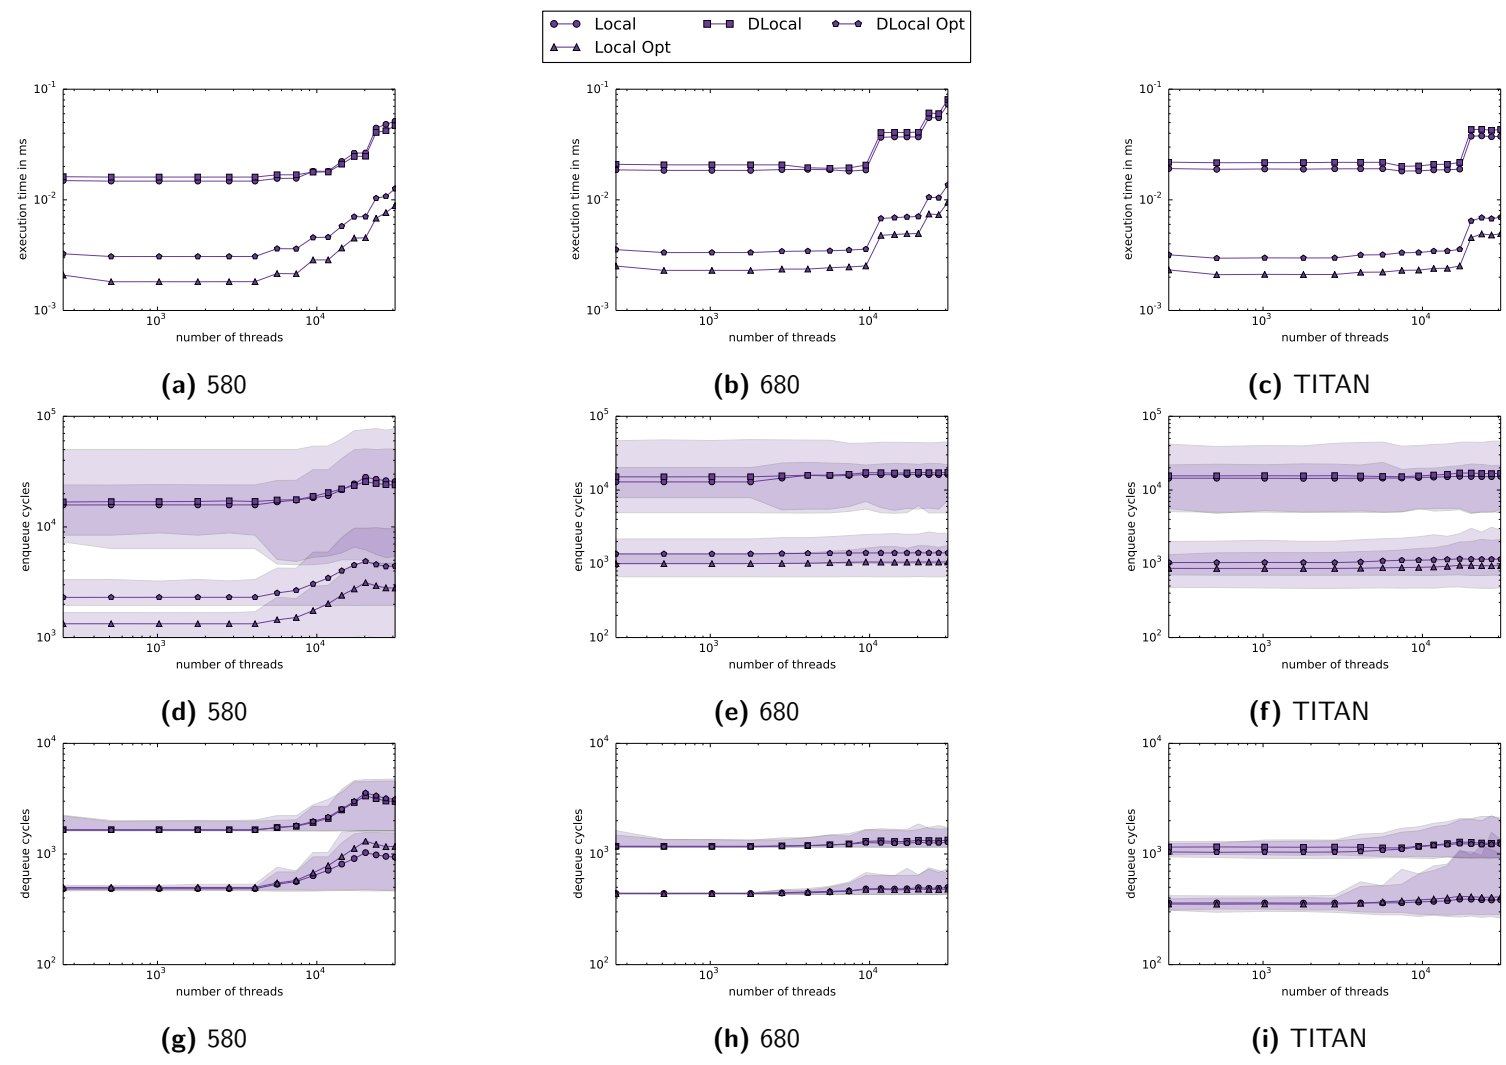 Local
DLocal
DLocal Opt
Local Opt
10^-1
10^-2
10^-3
execution time in ms
10^3
10^4
number of threads
(a) 580
10^-1
10^-2
10^-3
execution time in ms
10^3
10^4
number of threads
(b) 680
10^-1
10^-2
10^-3
execution time in ms
10^3
10^4
number of threads
(c) TITAN
10^5
10^4
10^3
enqueue cycles
10^3
10^4
number of threads
(d) 580
10^5
10^4
10^3
10^2
enqueue cycles
10^3
10^4
number of threads
(e) 680
10^5
10^4
10^3
10^2
enqueue cycles
10^3
10^4
number of threads
(f) TITAN
10^4
10^3
10^2
dequeue cycles
10^3
10^4
number of threads
(g) 580
10^4
10^3
10^2
dequeue cycles
10^3
10^4
number of threads
(h) 680
10^4
10^3
10^2
dequeue cycles
10^3
10^4
number of threads
(i) TITAN